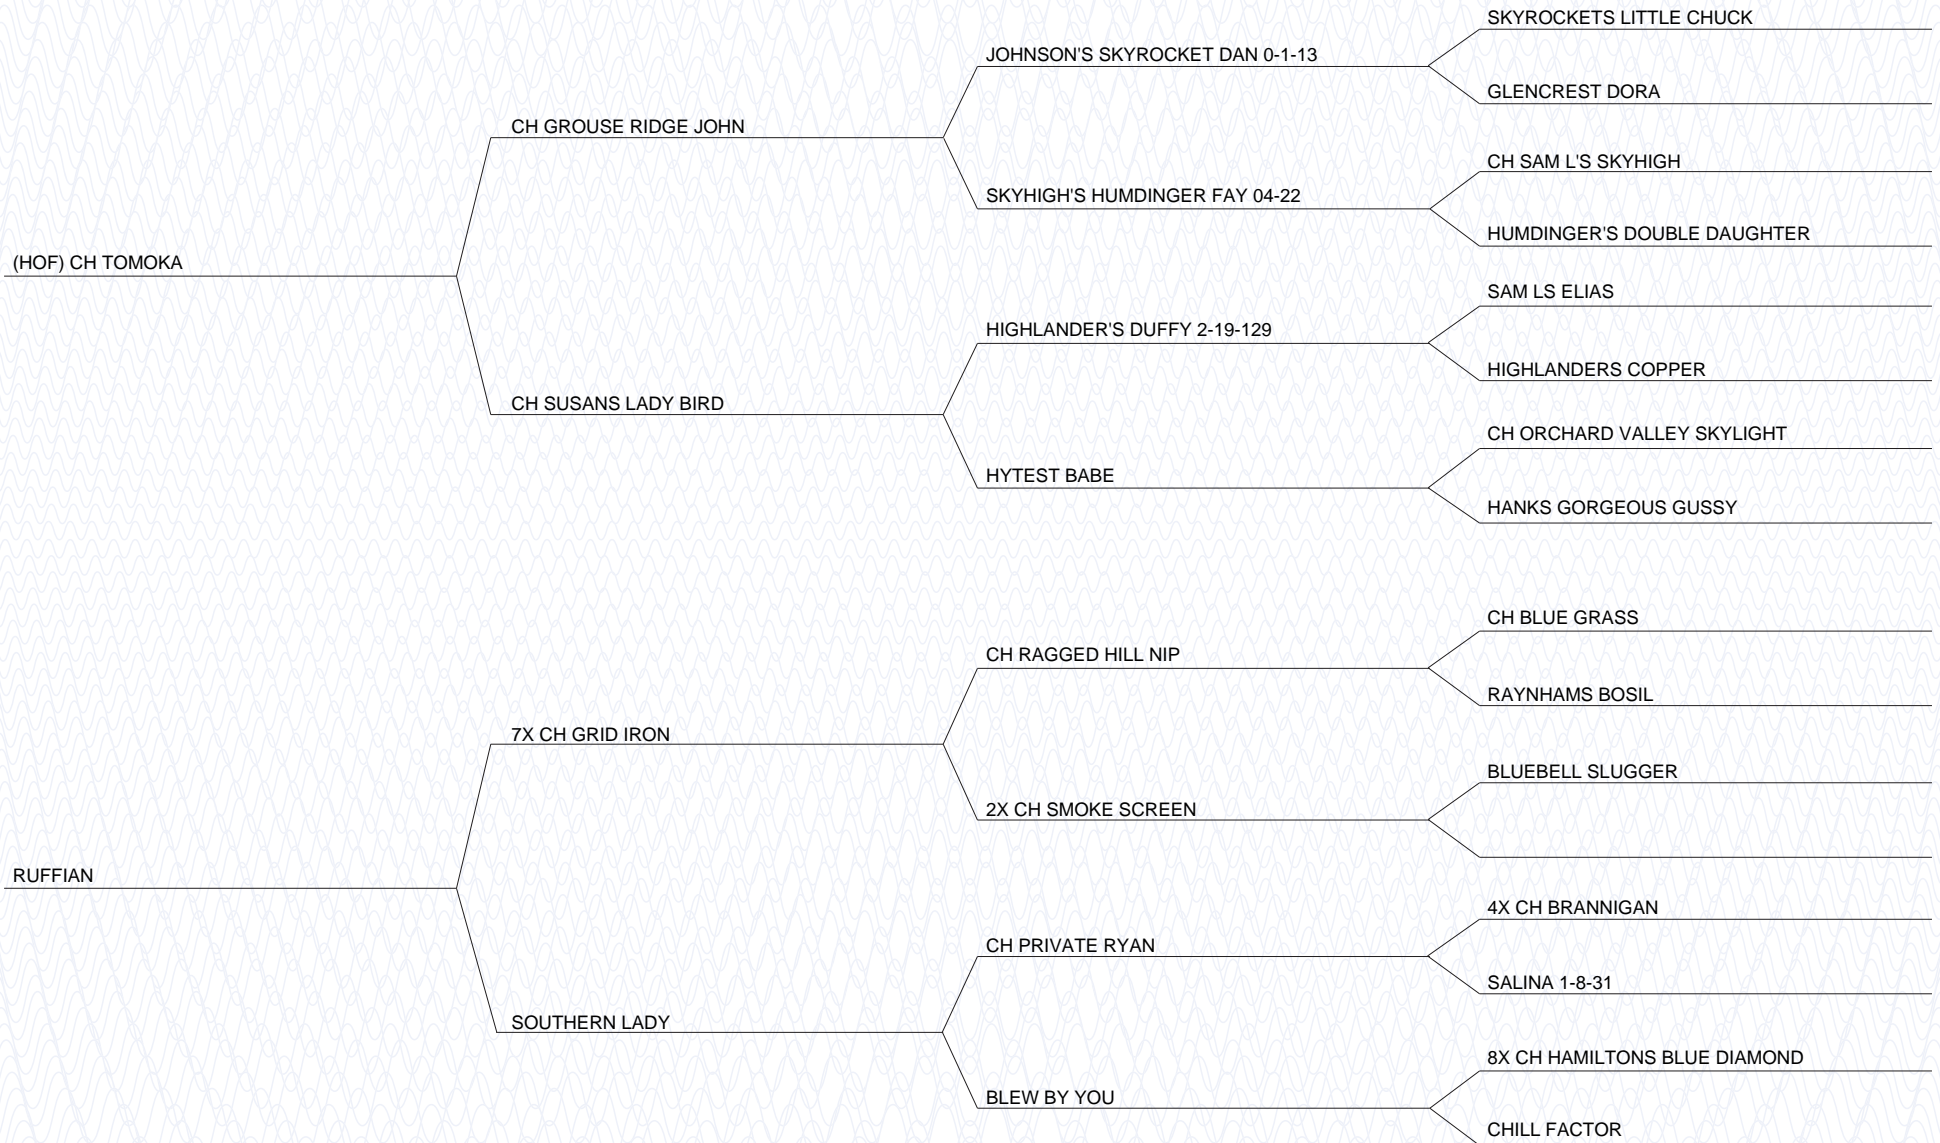 SKYROCKETS LITTLE CHUCK
JOHNSON'S SKYROCKET DAN 0-1-13
GLENCREST DORA
CH GROUSE RIDGE JOHN
CH SAM L'S SKYHIGH
SKYHIGH'S HUMDINGER FAY 04-22
HUMDINGER'S DOUBLE DAUGHTER
(HOF) CH TOMOKA
SAM LS ELIAS
HIGHLANDER'S DUFFY 2-19-129
HIGHLANDERS COPPER
CH SUSANS LADY BIRD
CH ORCHARD VALLEY SKYLIGHT
HYTEST BABE
HANKS GORGEOUS GUSSY
CH BLUE GRASS
CH RAGGED HILL NIP
RAYNHAMS BOSIL
7X CH GRID IRON
BLUEBELL SLUGGER
2X CH SMOKE SCREEN
RUFFIAN
4X CH BRANNIGAN
CH PRIVATE RYAN
SALINA 1-8-31
SOUTHERN LADY
8X CH HAMILTONS BLUE DIAMOND
BLEW BY YOU
CHILL FACTOR